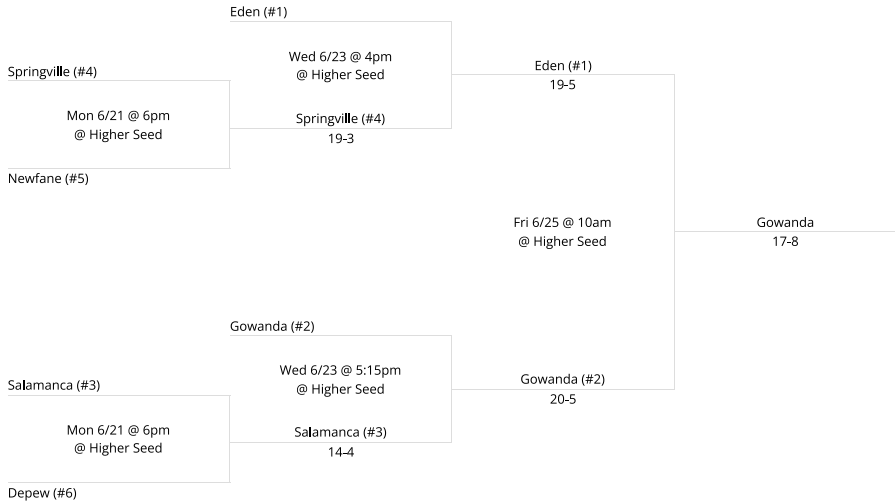 Eden (#1)
Wed 6/23 @ 4pm
@ Higher Seed
Springville (#4)
Mon 6/21 @ 6pm
@ Higher Seed
Newfane (#5)
Springville (#4)
19-3
Eden (#1)
19-5
Fri 6/25 @ 10am
@ Higher Seed
Gowanda
17-8
Gowanda (#2)
Wed 6/23 @ 5:15pm
@ Higher Seed
Salamanca (#3)
Mon 6/21 @ 6pm
@ Higher Seed
Depew (#6)
Salamanca (#3)
14-4
Gowanda (#2)
20-5